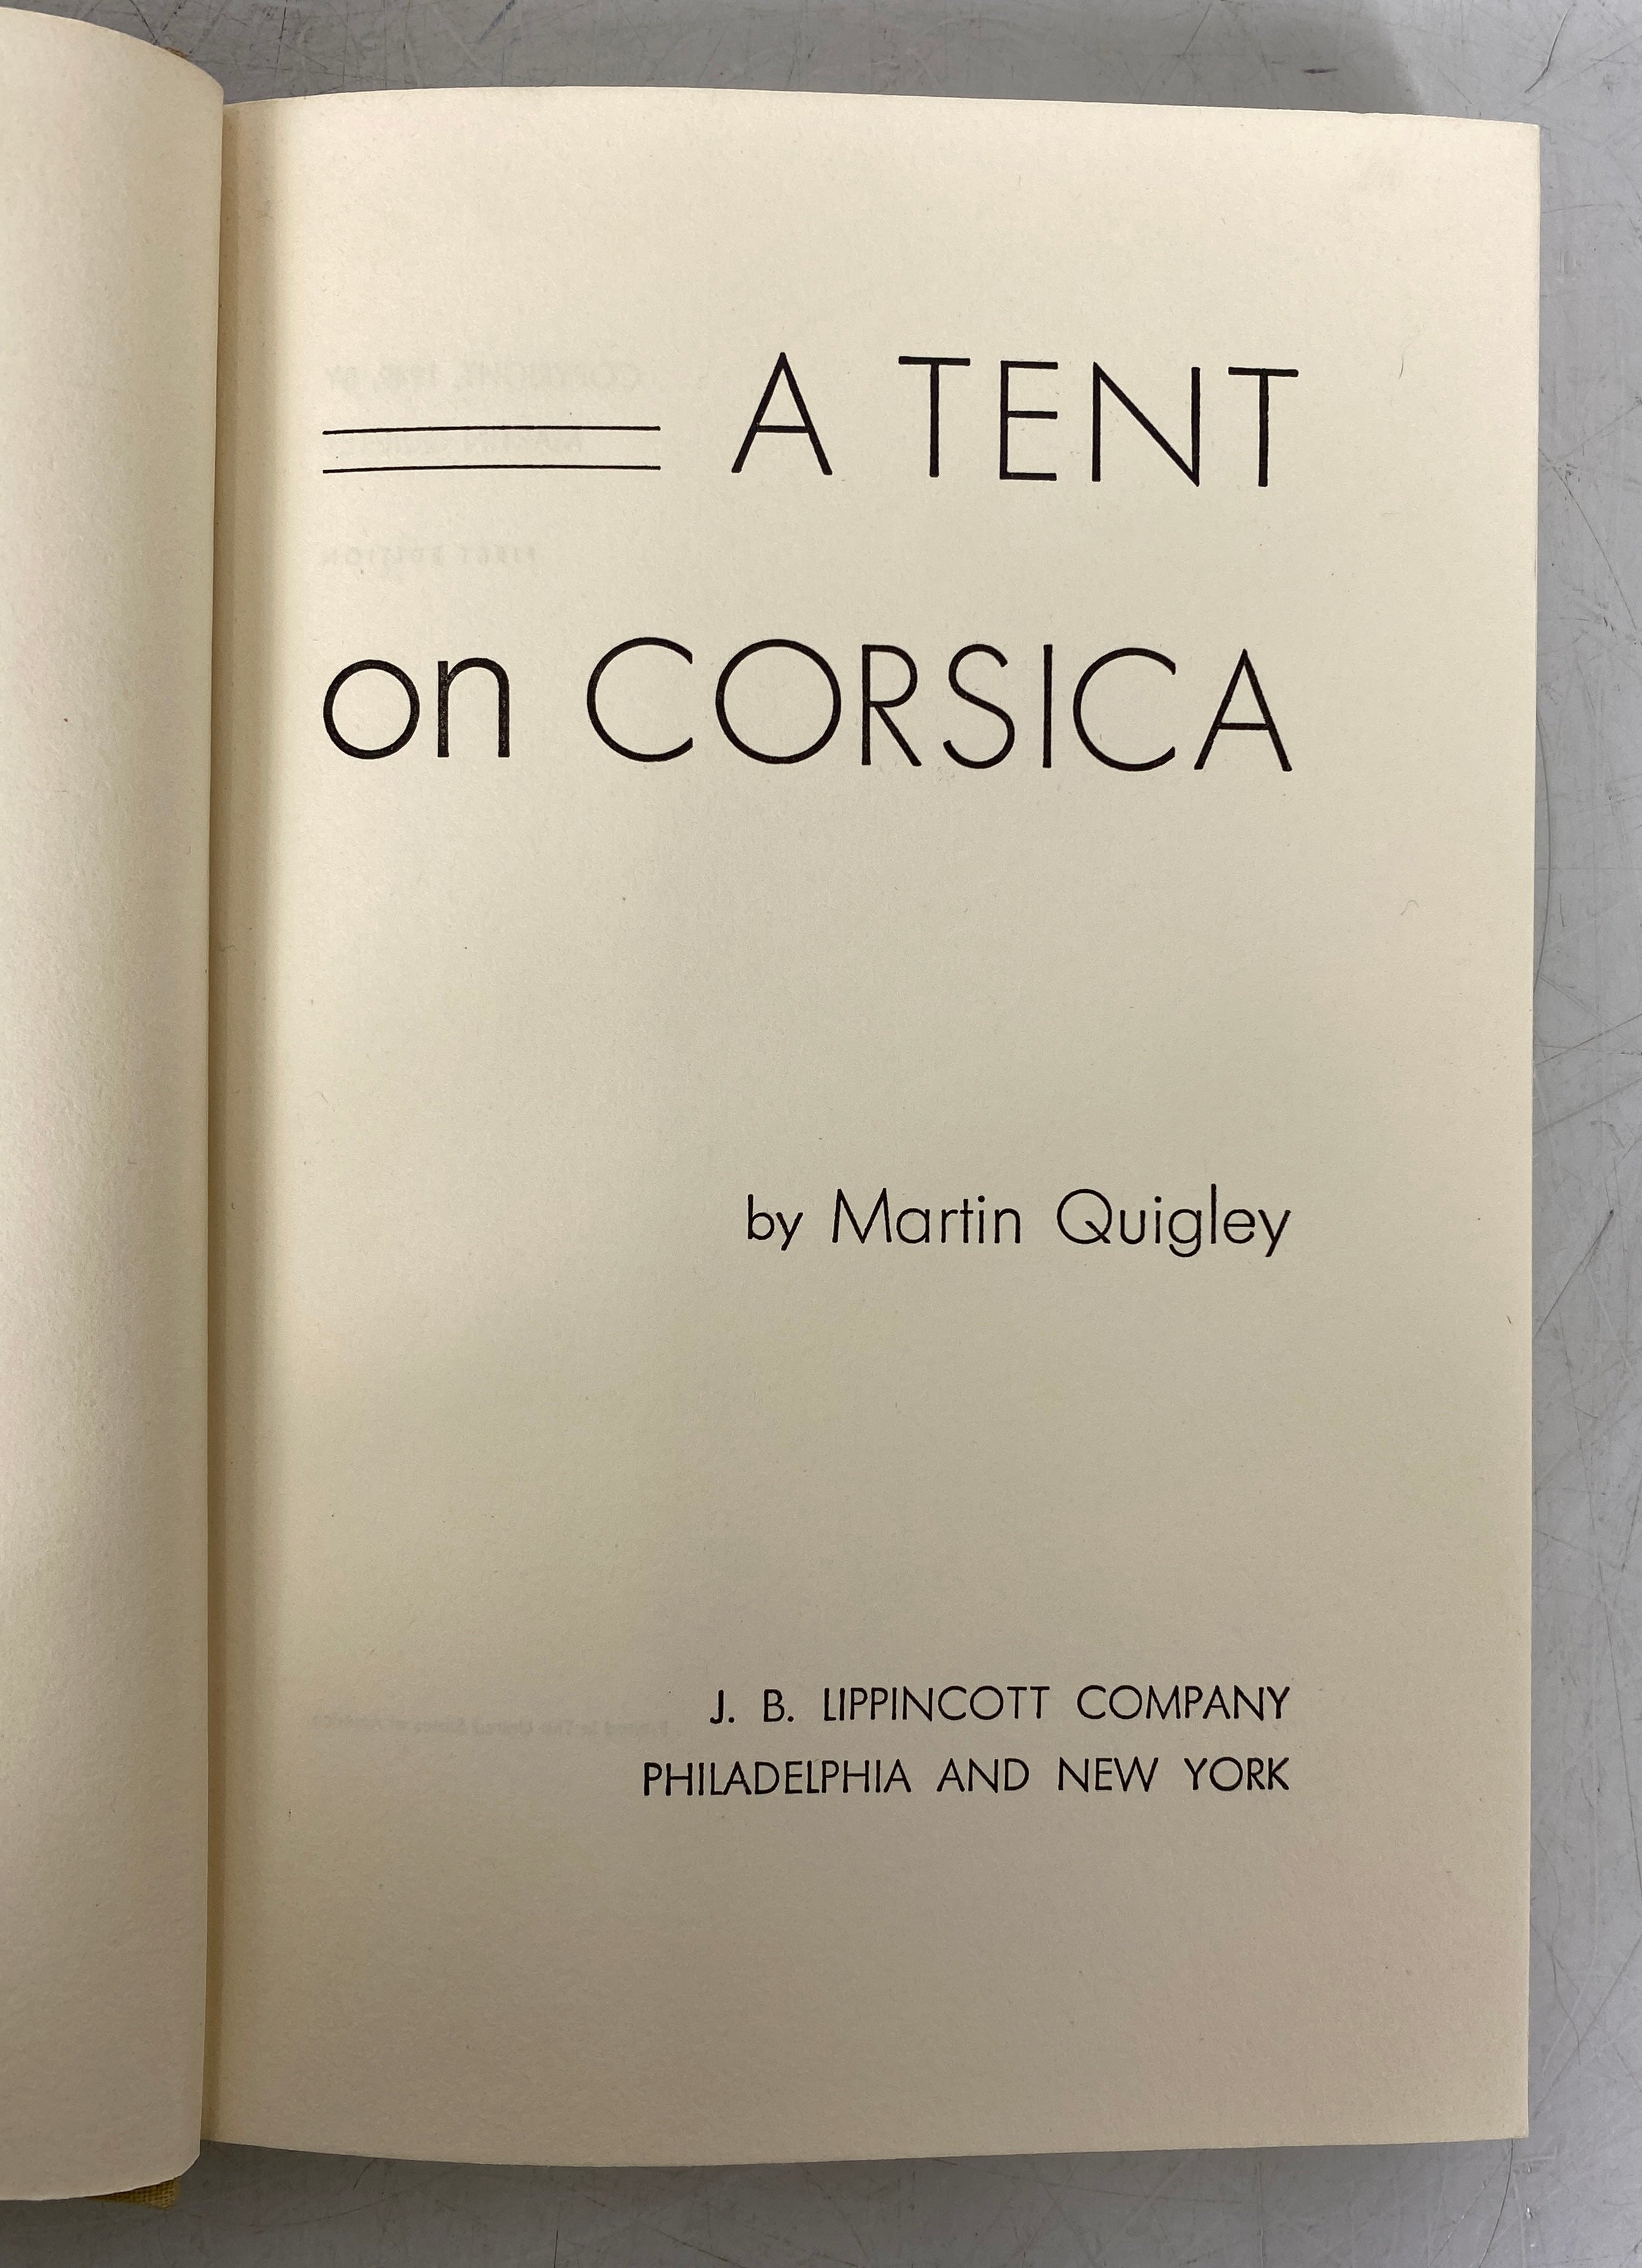 A TENT
on CORSICA
by Martin Quigley
J. B. LIPPINCOTT COMPANY
PHILADELPHIA AND NEW YORK